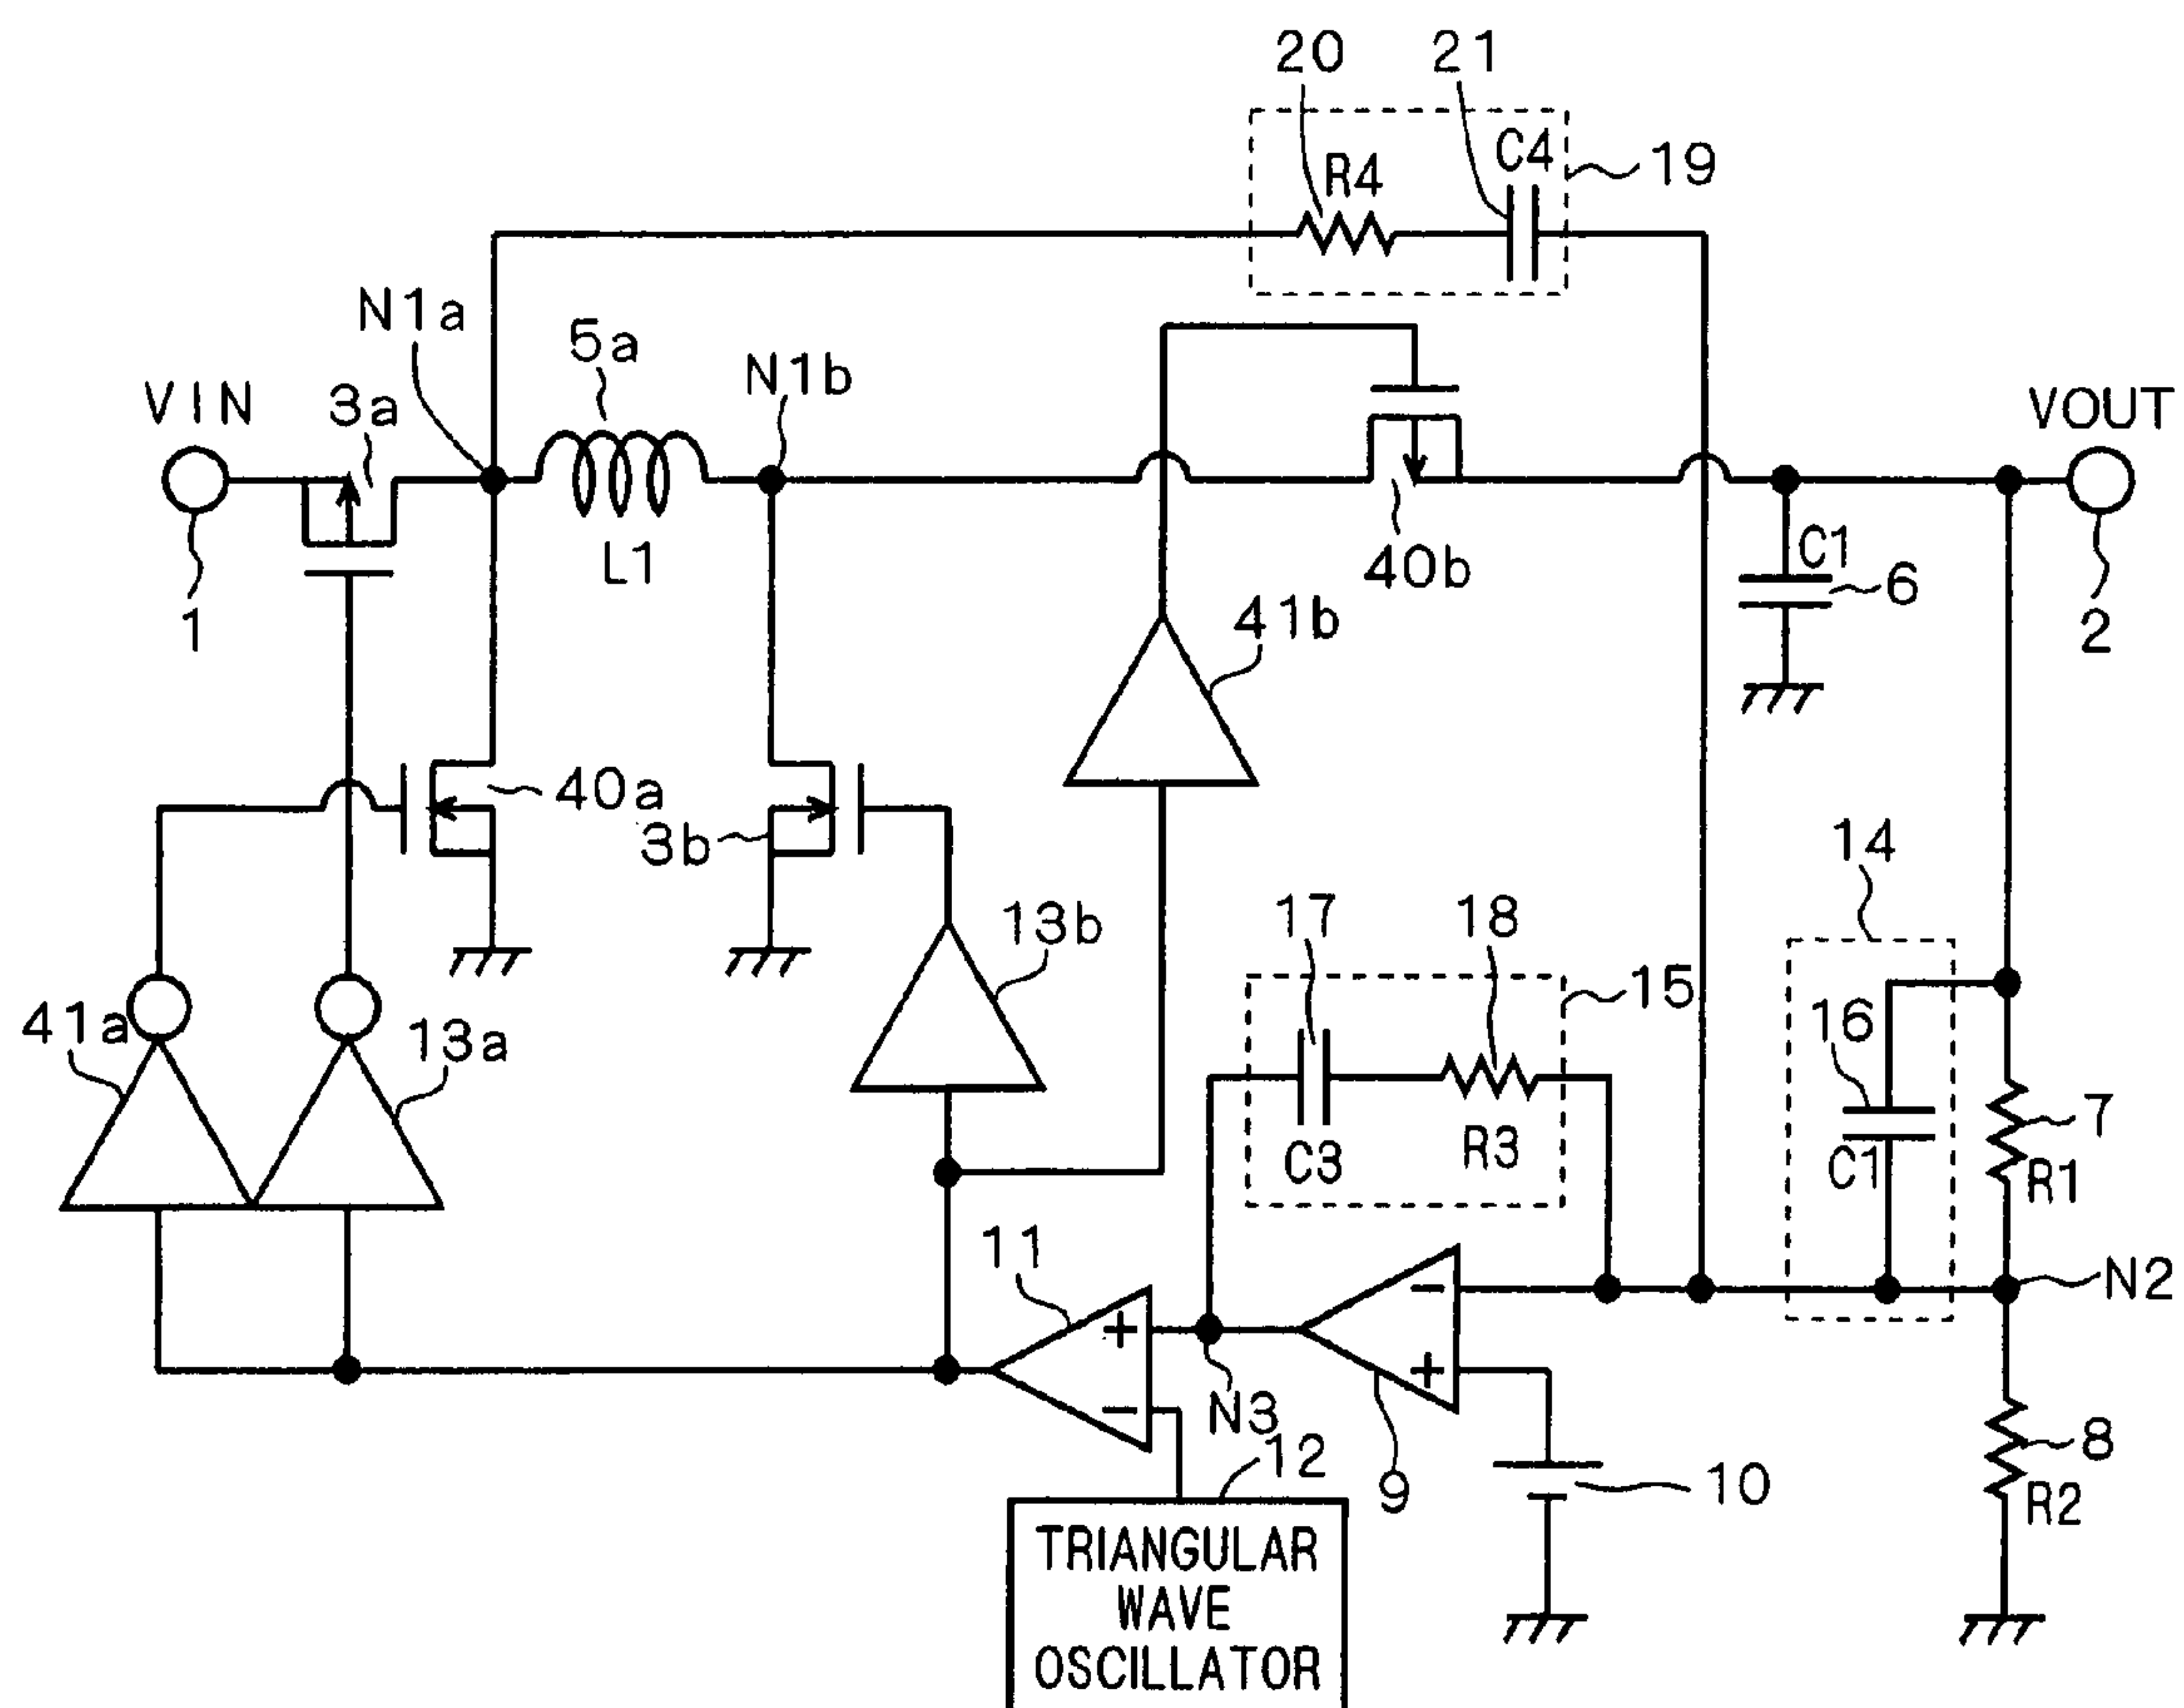 20
21
C4
R4
19
N1a
5a
N1b
VIN
3a
VOUT
L1
40b
C1
6
1
2
41b
40a
3b
14
13b
17
18
15
16
41a
13a
7
C3
R3
C1
R1
11
N2
+
−
+
−
N3
12
9
10
8
R2
TRIANGULAR
WAVE
OSCILLATOR